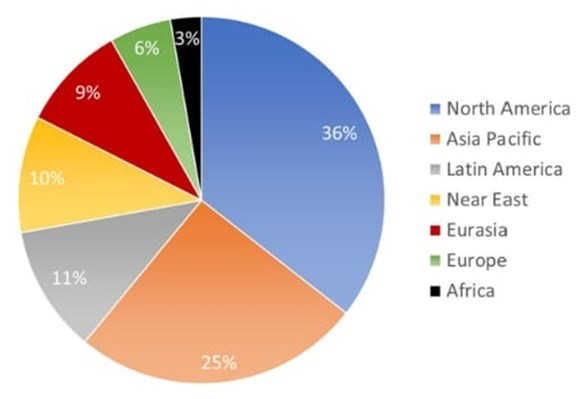 3%
6%
9%
36%
10%
11%
25%
North America
Asia Pacific
Latin America
Near East
Eurasia
Europe
Africa